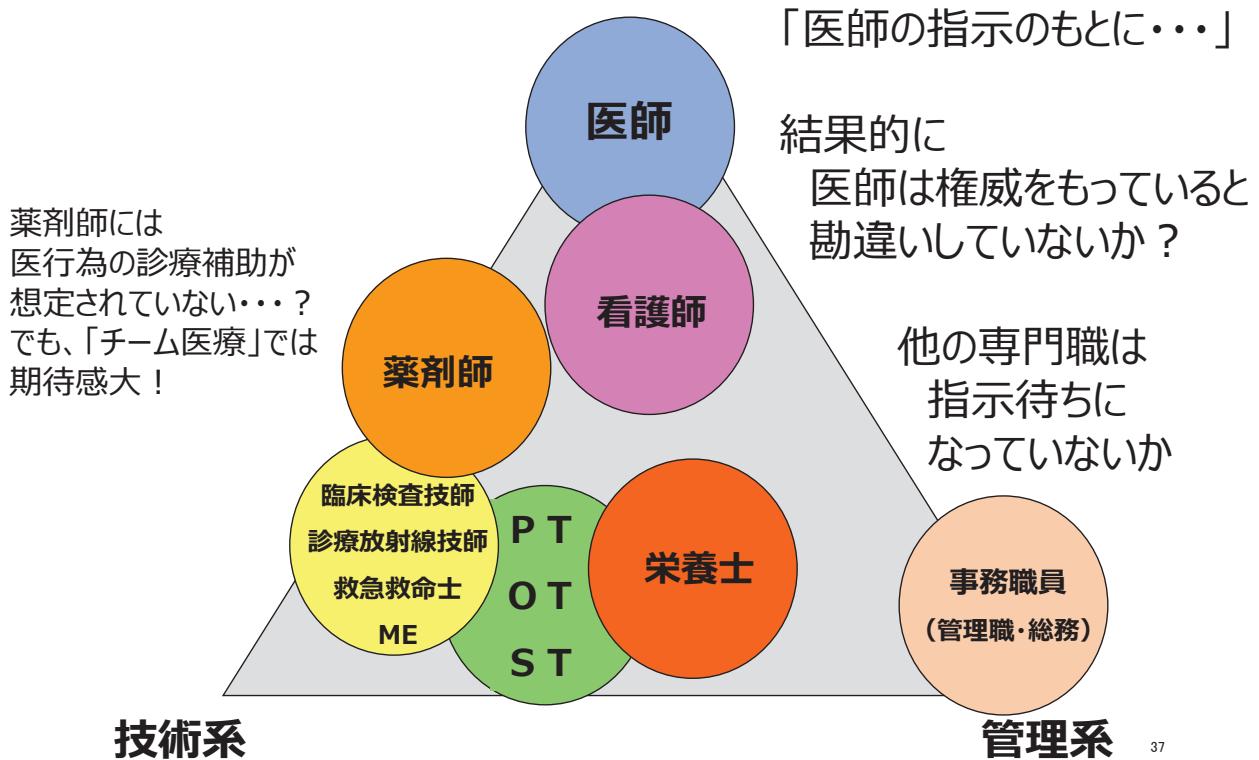 「医師の指示のもとに・・・」
医師
結果的に
医師は権威をもっていると
勘違いしていないか？
薬剤師には
医行為の診療補助が
想定されていない・・・？
でも、「チーム医療」では
期待感大！
看護師
薬剤師
他の専門職は
指示待ちに
なっていないか
臨床検査技師
診療放射線技師
救急救命士
ME
PT
OT
ST
栄養士
事務職員
（管理職・総務）
技術系
管理系
37